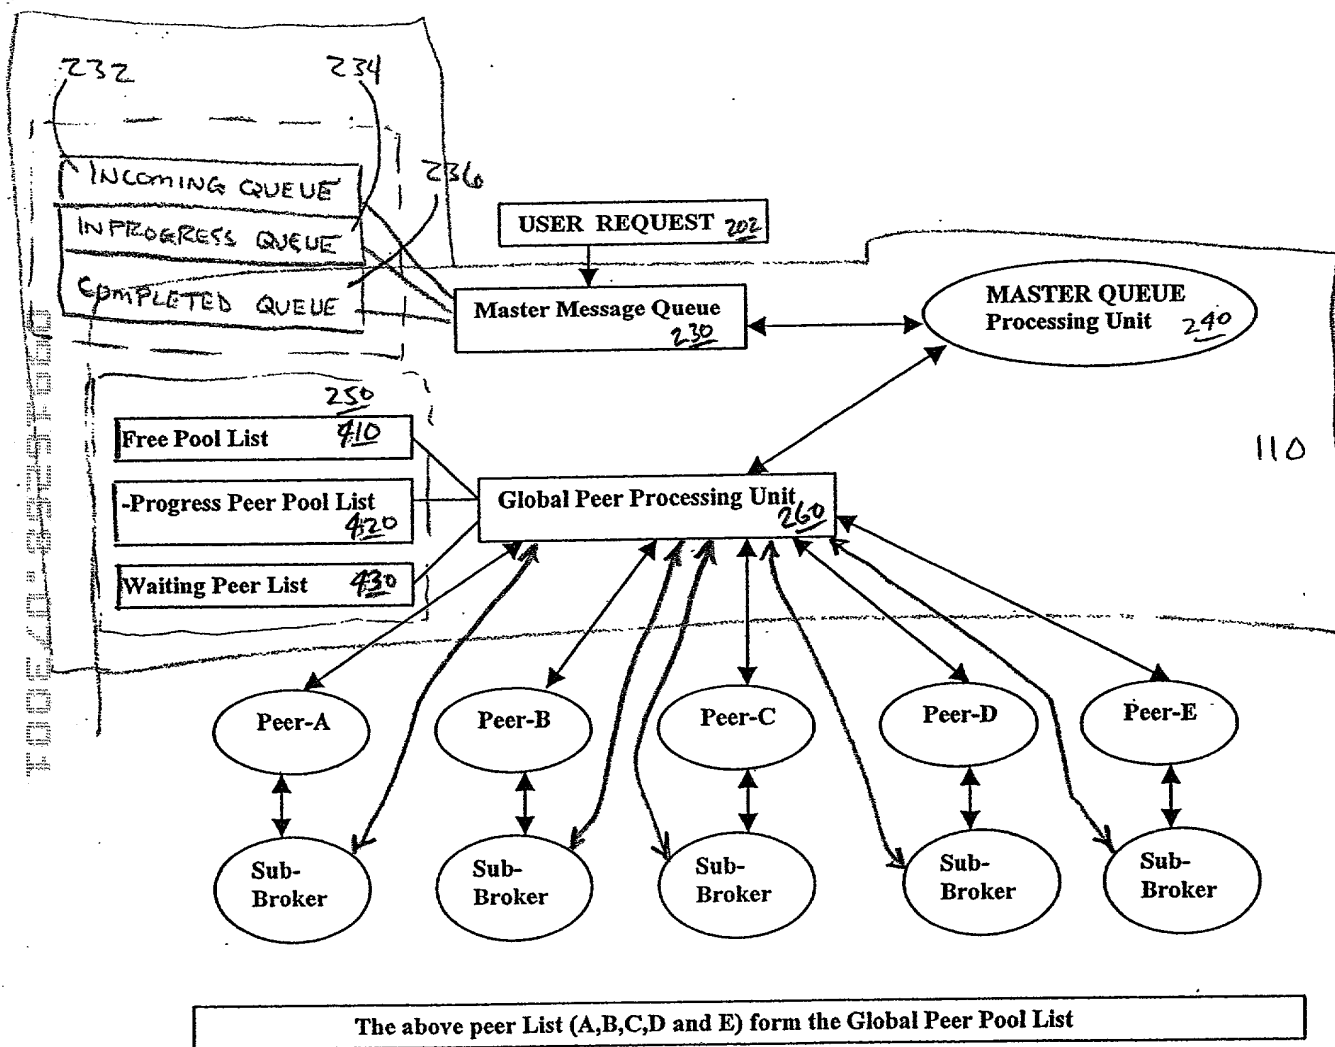 232
234
236
INCOMING QUEUE
INPROGRESS QUEUE
COMPLETED QUEUE
USER REQUEST 202
Master Message Queue
230
MASTER QUEUE
Processing Unit 240
110
250
Free Pool List 410
-Progress Peer Pool List
420
Waiting Peer List 430
Global Peer Processing Unit
260
Peer-A
Peer-B
Peer-C
Peer-D
Peer-E
Sub-
Broker
Sub-
Broker
Sub-
Broker
Sub-
Broker
Sub-
Broker
The above peer List (A,B,C,D and E) form the Global Peer Pool List